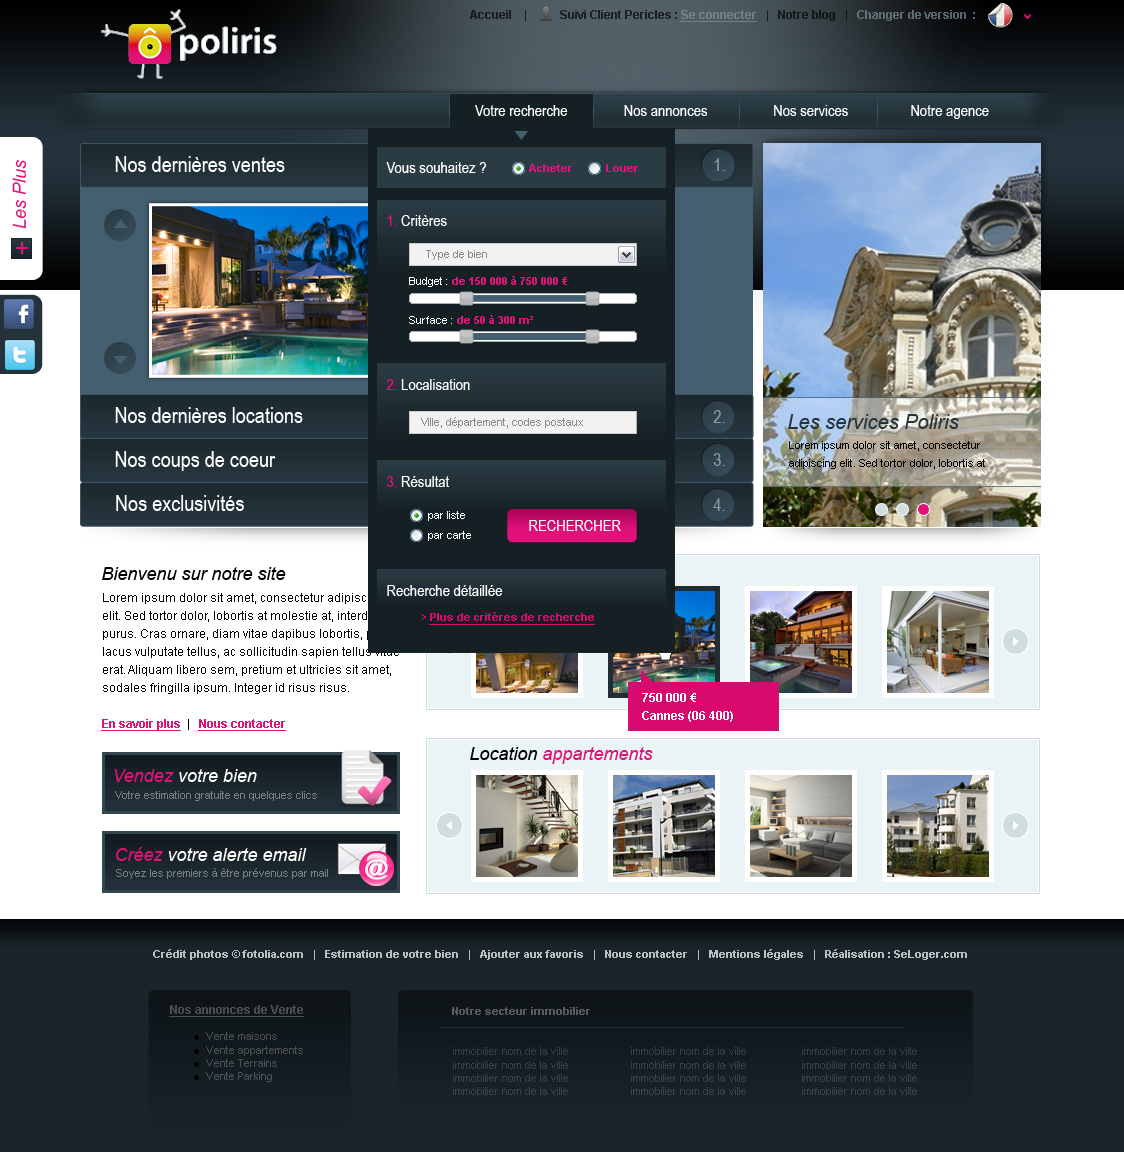 Accueil | Suivi Client Pericles : Se connecter | Notre blog | Changer de version :
poliris
Votre recherche
Nos annonces
Nos services
Notre agence
Les Plus
Nos dernières ventes
1.
Nos dernières locations
2.
Nos coups de coeur
3.
Nos exclusivités
4.
Vous souhaitez ?
Acheter
Louer
1. Critères
Type de bien
Budget : de 150 000 à 750 000 €
Surface : de 50 à 300 m²
2. Localisation
Ville, département, codes postaux
3. Résultat
par liste
par carte
RECHERCHER
Recherche détaillée
> Plus de critères de recherche
Les services Poliris
Lorem ipsum dolor sit amet, consectetur
adipiscing elit. Sed tortor dolor, lobortis at
Bienvenu sur notre site
Lorem ipsum dolor sit amet, consectetur adipisc
elit. Sed tortor dolor, lobortis at molestie at, interd
purus. Cras ornare, diam vitae dapibus lobortis,
lacus vulputate tellus, ac sollicitudin sapien tellus vitae
erat. Aliquam libero sem, pretium et ultricies sit amet,
sodales fringilla ipsum. Integer id risus risus.
En savoir plus | Nous contacter
Vendez votre bien
Votre estimation gratuite en quelques clics
Créez votre alerte email
Soyez les premiers à être prévenus par mail
750 000 €
Cannes (06 400)
Location appartements
Crédit photos © fotolia.com | Estimation de votre bien | Ajouter aux favoris | Nous contacter | Mentions légales | Réalisation : SeLoger.com
Nos annonces de Vente
Vente maisons
Vente appartements
Vente Terrains
Vente Parking
Notre secteur immobilier
immobilier nom de la ville immobilier nom de la ville immobilier nom de la ville
immobilier nom de la ville immobilier nom de la ville immobilier nom de la ville
immobilier nom de la ville immobilier nom de la ville immobilier nom de la ville
immobilier nom de la ville immobilier nom de la ville immobilier nom de la ville